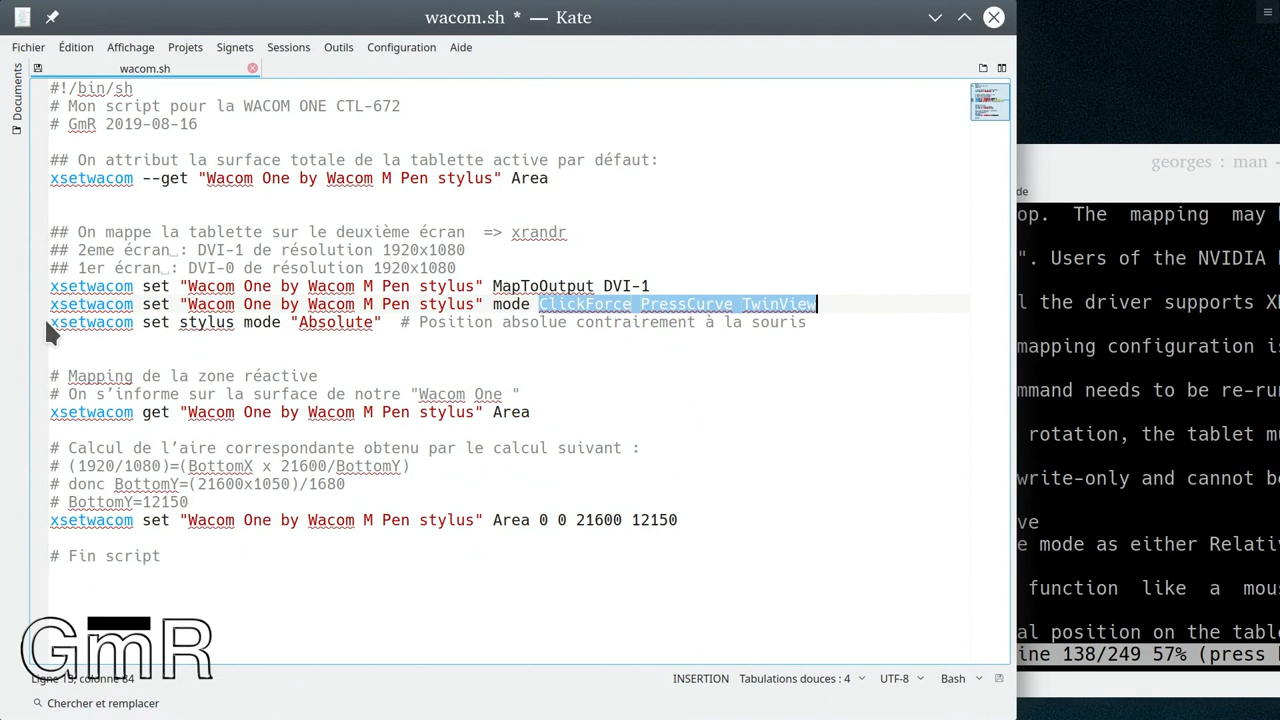 wacom.sh * — Kate
Fichier Édition Affichage Projets Signets Sessions Outils Configuration Aide
wacom.sh
Documents
#!/bin/sh
# Mon script pour la WACOM ONE CTL-672
# GmR 2019-08-16
## On attribut la surface totale de la tablette active par défaut:
xsetwacom --get "Wacom One by Wacom M Pen stylus" Area
## On mappe la tablette sur le deuxième écran  => xrandr
## 2eme écran : DVI-1 de résolution 1920x1080
## 1er écran : DVI-0 de résolution 1920x1080
xsetwacom set "Wacom One by Wacom M Pen stylus" MapToOutput DVI-1
xsetwacom set "Wacom One by Wacom M Pen stylus" mode ClickForce PressCurve TwinView
xsetwacom set stylus mode "Absolute"  # Position absolue contrairement à la souris
# Mapping de la zone réactive
# On s’informe sur la surface de notre "Wacom One "
xsetwacom get "Wacom One by Wacom M Pen stylus" Area
# Calcul de l’aire correspondante obtenu par le calcul suivant :
# (1920/1080)=(BottomX x 21600/BottomY)
# donc BottomY=(21600x1050)/1680
# BottomY=12150
xsetwacom set "Wacom One by Wacom M Pen stylus" Area 0 0 21600 12150
# Fin script
GmR
Ligne 13, colonne 84
INSERTION Tabulations douces : 4 UTF-8 Bash
Chercher et remplacer
georges : man -
de
op.  The  mapping  may
". Users of the NVIDIA
l the driver supports X
mapping configuration is
mmand needs to be re-ru
rotation, the tablet mu
write-only and cannot be
ve
e mode as either Relati
function  like  a  mous
al position on the table
ine 138/249 57% (press